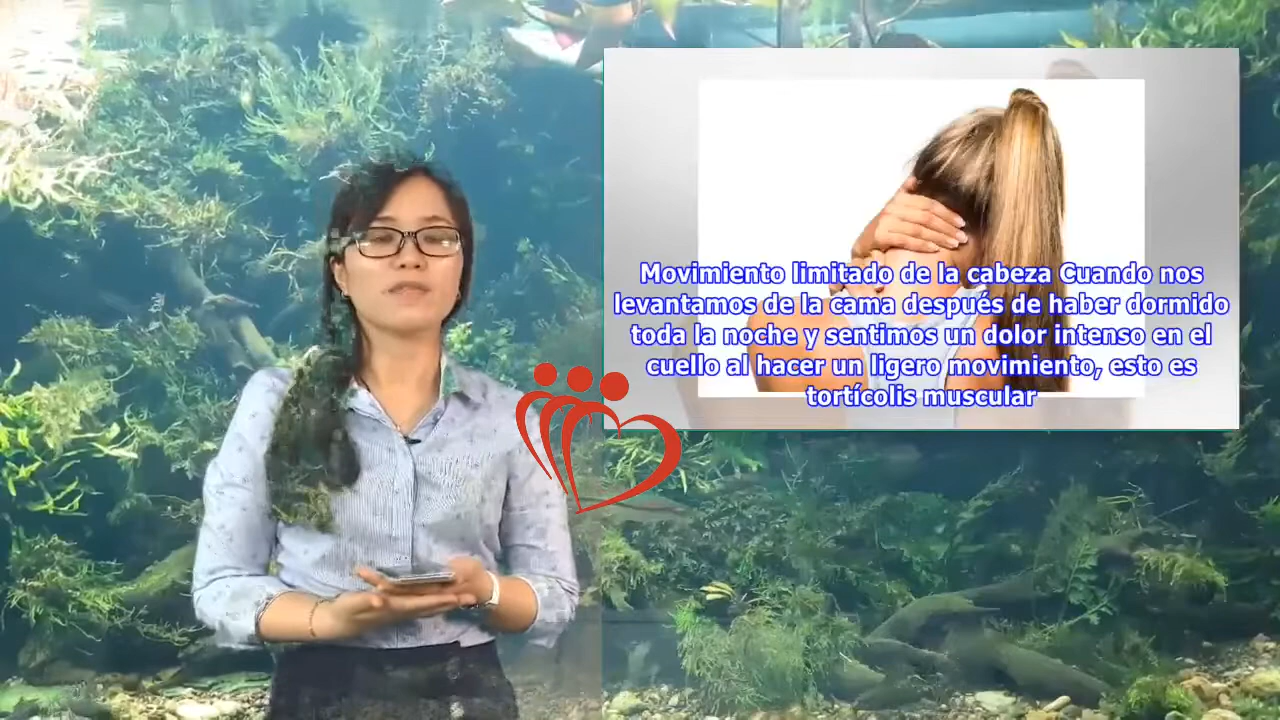 Movimiento limitado de la cabeza Cuando nos
levantamos de la cama después de haber dormido
toda la noche y sentimos un dolor intenso en el
cuello al hacer un ligero movimiento, esto es
tortícolis muscular